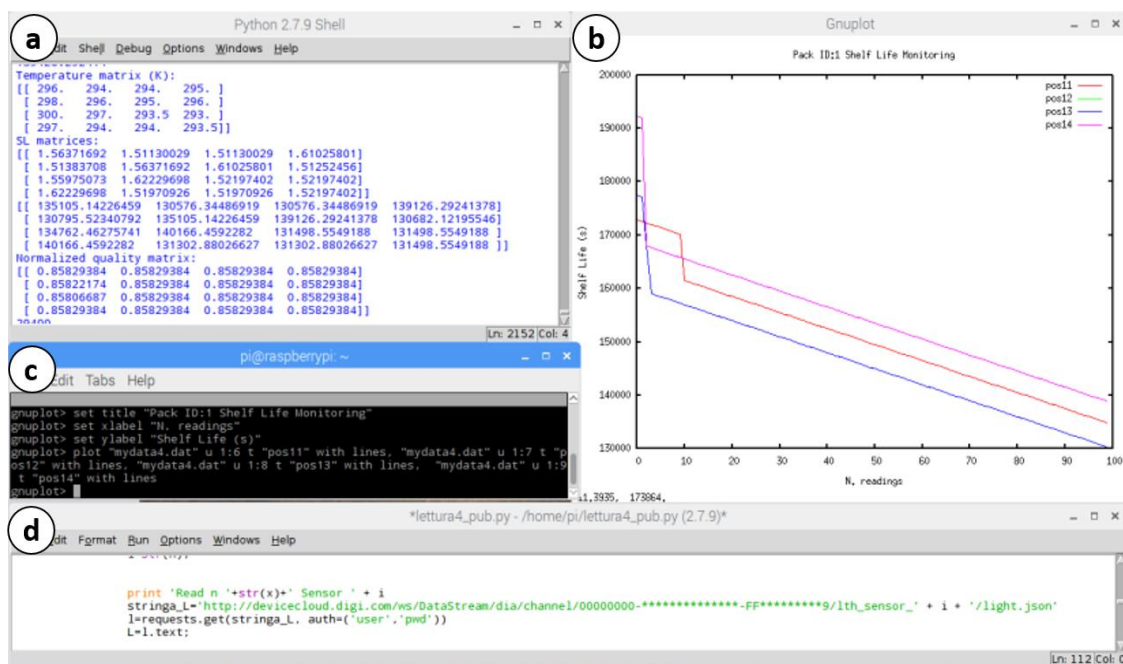 a
Python 2.7.9 Shell
dit Shell Debug Options Windows Help
Temperature matrix (K):
[[ 296. 294. 294. 295. ]
[ 298. 296. 295. 296. ]
[ 300. 297. 293.5 293. ]
[ 297. 294. 294. 293.5]]
SL matrices:
[[ 1.56371692 1.51130029 1.51130029 1.61025801]
[ 1.51383708 1.56371692 1.61025801 1.51252456]
[ 1.55975073 1.62229698 1.52197402 1.52197402]
[ 1.62229698 1.51970926 1.51970926 1.52197402]]
[[ 135105.14226459 130576.34486919 130576.34486919 139126.29241378]
[ 130795.52340792 135105.14226459 139126.29241378 130682.12195546]
[ 134762.46275741 140166.4592282 131498.5549188 131498.5549188 ]
[ 140166.4592282 131302.88026627 131302.88026627 131498.5549188 ]]
Normalized quality matrix:
[[ 0.85829384 0.85829384 0.85829384 0.85829384]
[ 0.85822174 0.85829384 0.85829384 0.85829384]
[ 0.85806687 0.85829384 0.85829384 0.85829384]
[ 0.85829384 0.85829384 0.85829384 0.85829384]]
Ln: 2152 Col: 4
b
Gnuplot
Pack ID:1 Shelf Life Monitoring
pos11
pos12
pos13
pos14
200000
190000
180000
170000
160000
150000
140000
130000
Shelf Life (s)
0 10 20 30 40 50 60 70 80 90 100
N. readings
173864,
c
pi@raspberrypi: ~
Edit Tabs Help
gnuplot> set title "Pack ID:1 Shelf Life Monitoring"
gnuplot> set xlabel "N. readings"
gnuplot> set ylabel "Shelf Life (s)"
gnuplot> plot "mydata4.dat" u 1:6 t "pos11" with lines, "mydata4.dat" u 1:7 t "p
os12" with lines, "mydata4.dat" u 1:8 t "pos13" with lines, "mydata4.dat" u 1:9
t "pos14" with lines
gnuplot>
d
*lettura4_pub.py - /home/pi/lettura4_pub.py (2.7.9)*
dit Format Run Options Windows Help
print 'Read n '+str(x)+' Sensor ' + i
stringa_L='http://devicecloud.digi.com/ws/DataStream/dia/channel/00000000-**************-FF*********9/lth_sensor_' + i + '/light.json'
l=requests.get(stringa_L, auth=('user','pwd'))
L=l.text;
Ln: 112 Col: 0